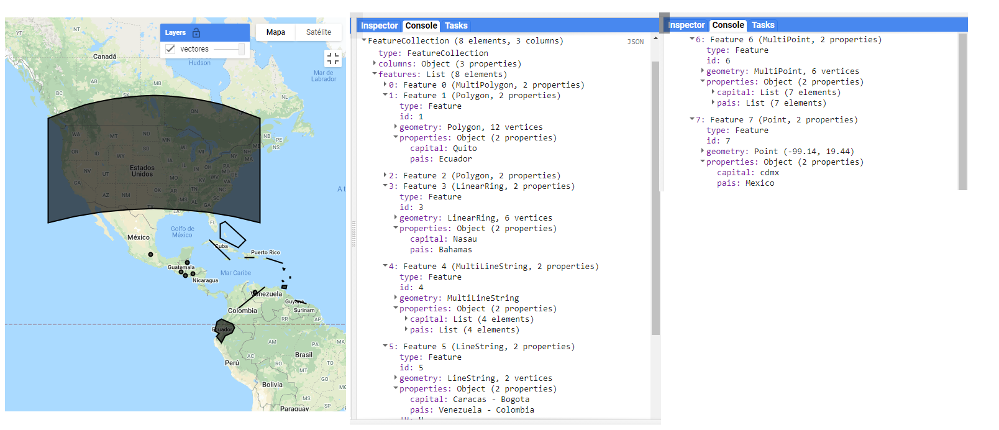 Layers
vectores
Mapa
Satélite
YT
NT
Canadá
Hudson
Mar de
Labrador
AB
MB
BC
SK
NL
ON
QC
NB
PE
NS
WA
MT
ND
MN
OR
ID
SD
WI
MI
NH
NY
MA
WY
IA
NV
UT
Estados
Unidos
IL
IN
OH
PA
MD
DE
CA
MO
KY
WV
VA
AZ
NM
OK
AR
TN
NC
MS
AL
SC
GA
TX
LA
FL
At
México
Golfo de
México
Cuba
Puerto Rico
Guatemala
Mar Caribe
Nicaragua
Venezuela
Guyana
Colombia
Surinam
RR
AP
Ecuador
AM
PA
MA
Perú
AC
RO
Brasil
TO
MT
GO
Bolivia
MS
SP
Paraguay
Inspector
Console
Tasks
FeatureCollection (8 elements, 3 columns)
JSON
type: FeatureCollection
columns: Object (3 properties)
features: List (8 elements)
0: Feature 0 (MultiPolygon, 2 properties)
1: Feature 1 (Polygon, 2 properties)
type: Feature
id: 1
geometry: Polygon, 12 vertices
properties: Object (2 properties)
capital: Quito
pais: Ecuador
2: Feature 2 (Polygon, 2 properties)
3: Feature 3 (LinearRing, 2 properties)
type: Feature
id: 3
geometry: LinearRing, 6 vertices
properties: Object (2 properties)
capital: Nasau
pais: Bahamas
4: Feature 4 (MultiLineString, 2 properties)
type: Feature
id: 4
geometry: MultiLineString
properties: Object (2 properties)
capital: List (4 elements)
pais: List (4 elements)
5: Feature 5 (LineString, 2 properties)
type: Feature
id: 5
geometry: LineString, 2 vertices
properties: Object (2 properties)
capital: Caracas - Bogota
pais: Venezuela - Colombia
Inspector
Console
Tasks
6: Feature 6 (MultiPoint, 2 properties)
type: Feature
id: 6
geometry: MultiPoint, 6 vertices
properties: Object (2 properties)
capital: List (7 elements)
pais: List (7 elements)
7: Feature 7 (Point, 2 properties)
type: Feature
id: 7
geometry: Point (-99.14, 19.44)
properties: Object (2 properties)
capital: cdmx
pais: Mexico